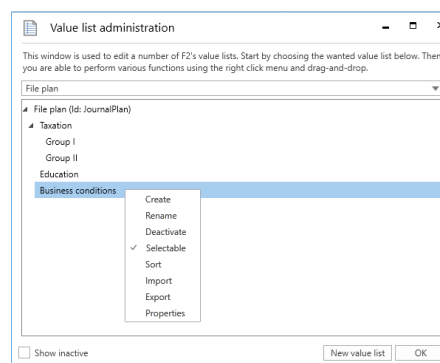 Value list administration
This window is used to edit a number of F2's value lists. Start by choosing the wanted value list below. Then
you are able to perform various functions using the right click menu and drag-and-drop.
File plan
File plan (Id: JournalPlan)
Taxation
Group I
Group II
Education
Business conditions
Create
Rename
Deactivate
Selectable
Sort
Import
Export
Properties
Show inactive
New value list
OK